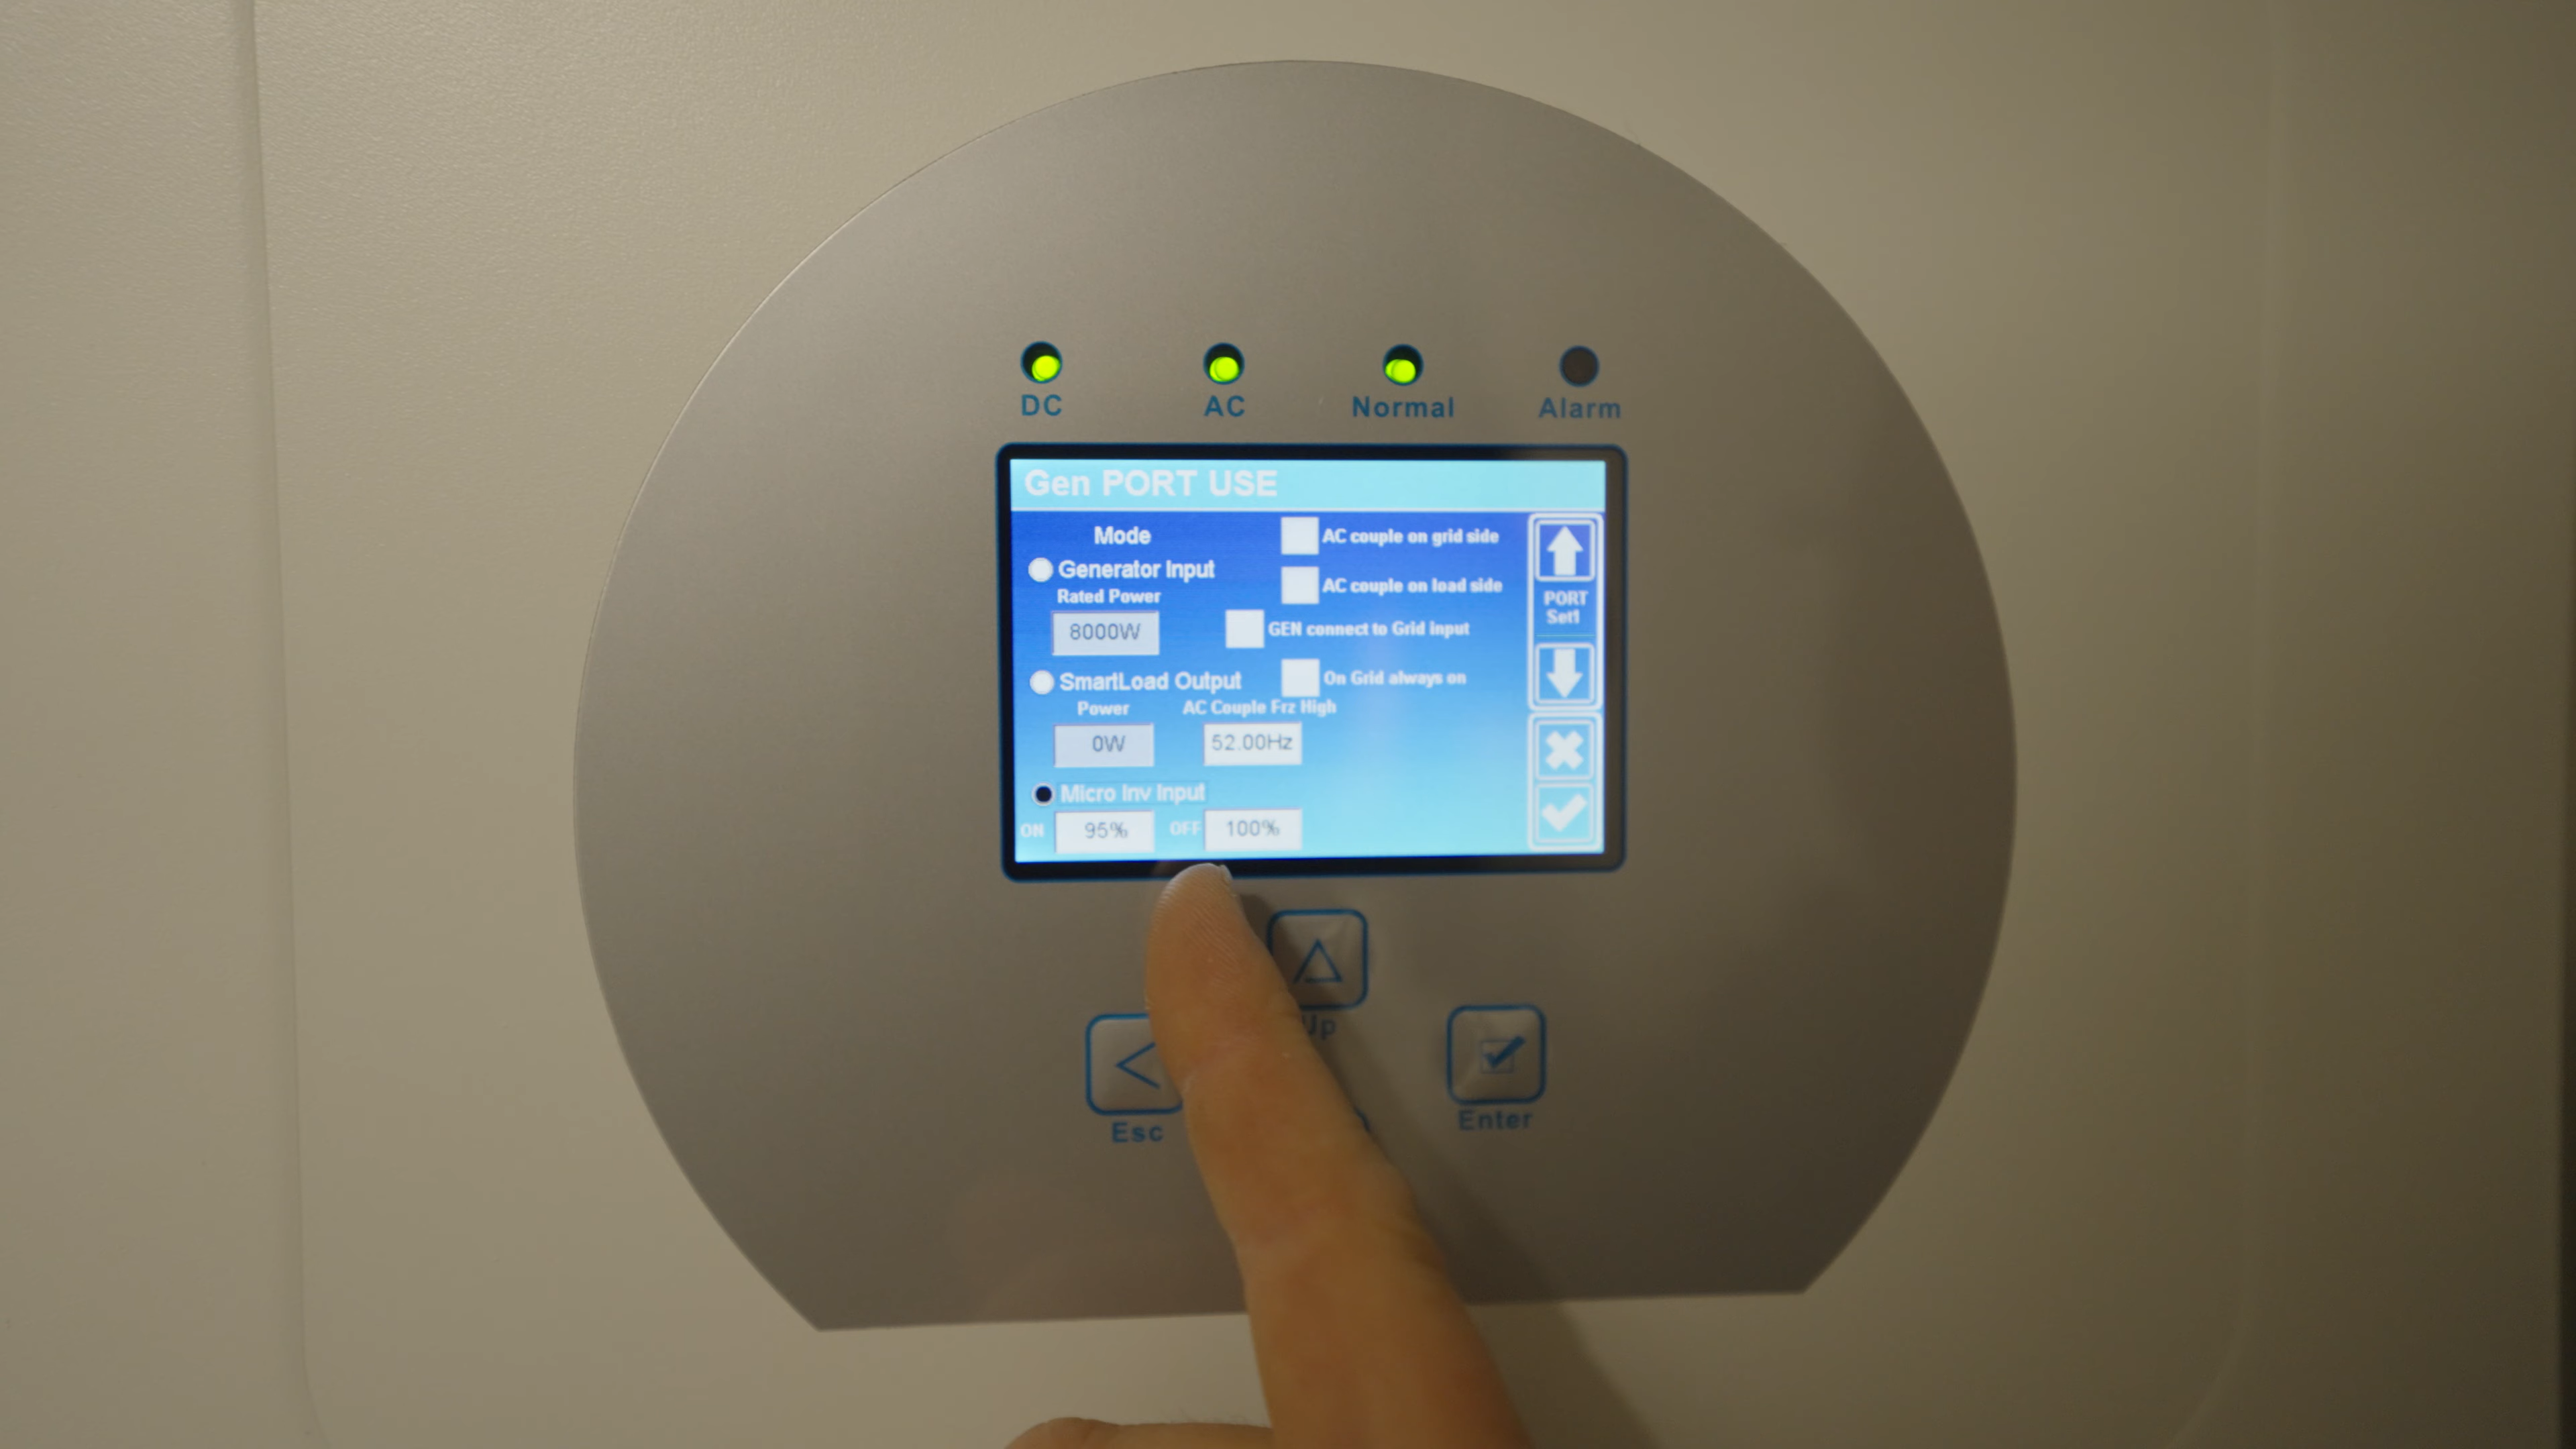 DC AC Normal Alarm
Gen PORT USE
Mode
Generator Input
Rated Power
8000W
SmartLoad Output
Power
0W
AC Couple Frz High
52.00Hz
Micro Inv Input
ON 95% OFF 100%
AC couple on grid side
AC couple on load side
GEN connect to Grid input
On Grid always on
PORT
Set1
Up
Esc
Enter